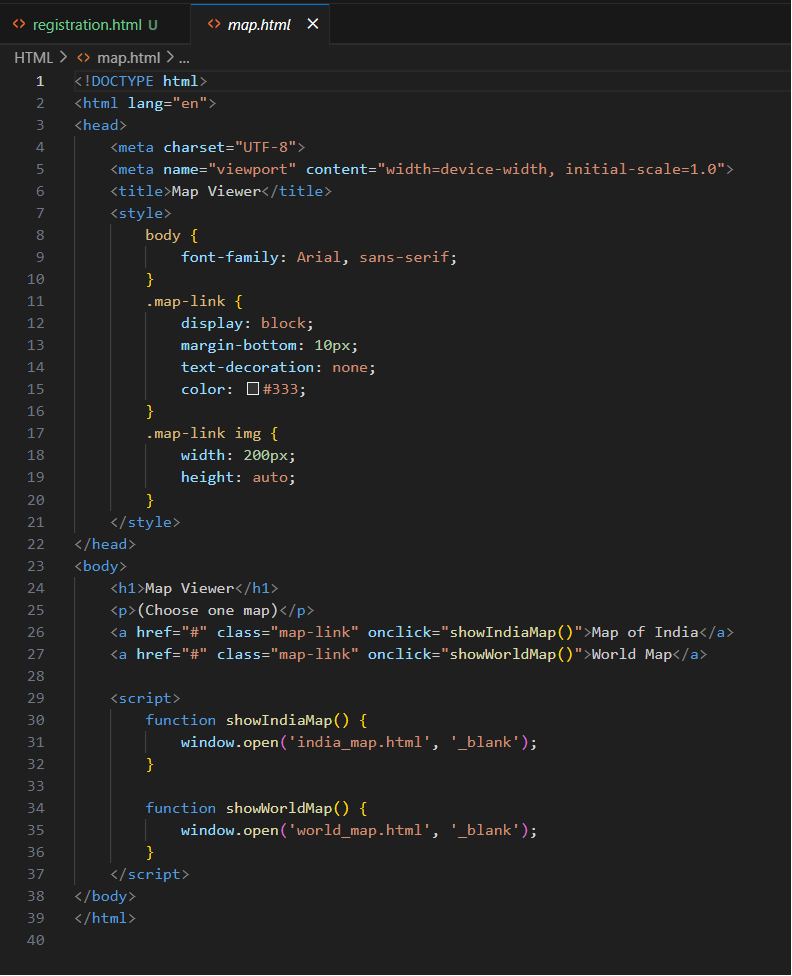 registration.html U map.html
HTML > map.html > ...
1 <!DOCTYPE html>
2 <html lang="en">
3 <head>
4     <meta charset="UTF-8">
5     <meta name="viewport" content="width=device-width, initial-scale=1.0">
6     <title>Map Viewer</title>
7     <style>
8         body {
9             font-family: Arial, sans-serif;
10         }
11         .map-link {
12             display: block;
13             margin-bottom: 10px;
14             text-decoration: none;
15             color: #333;
16         }
17         .map-link img {
18             width: 200px;
19             height: auto;
20         }
21     </style>
22 </head>
23 <body>
24     <h1>Map Viewer</h1>
25     <p>(Choose one map)</p>
26     <a href="#" class="map-link" onclick="showIndiaMap()">Map of India</a>
27     <a href="#" class="map-link" onclick="showWorldMap()">World Map</a>
28
29     <script>
30         function showIndiaMap() {
31             window.open('india_map.html', '_blank');
32         }
33
34         function showWorldMap() {
35             window.open('world_map.html', '_blank');
36         }
37     </script>
38 </body>
39 </html>
40